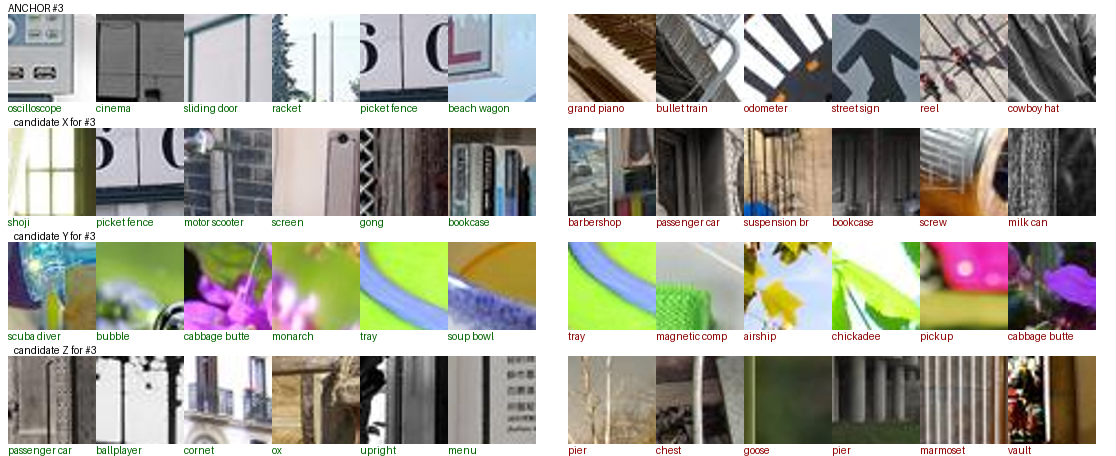 ANCHOR #3
oscilloscope cinema sliding door racket picket fence beach wagon grand piano bullet train odometer street sign reel cowboy hat
candidate X for #3
shoji picket fence motor scooter screen gong bookcase barbershop passenger car suspension br bookcase screw milk can
candidate Y for #3
scuba diver bubble cabbage butte monarch tray soup bowl tray magnetic comp airship chickadee pickup cabbage butte
candidate Z for #3
passenger car ballplayer cornet ox upright menu pier chest goose pier marmoset vault